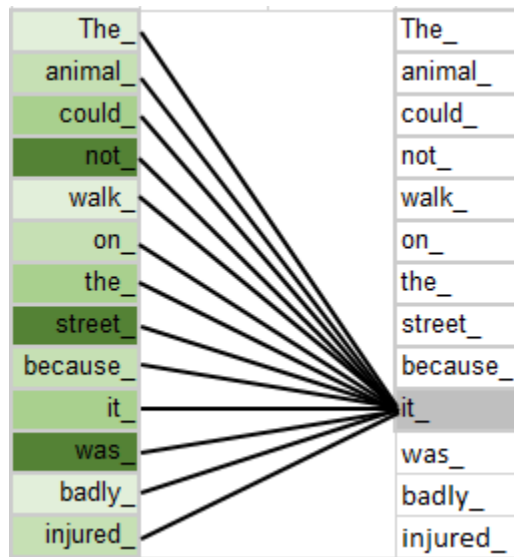 The_ The_
animal_ animal_
could_ could_
not_ not_
walk_ walk_
on_ on_
the_ the_
street_ street_
because_ because_
it_ it_
was_ was_
badly_ badly_
injured_ injured_